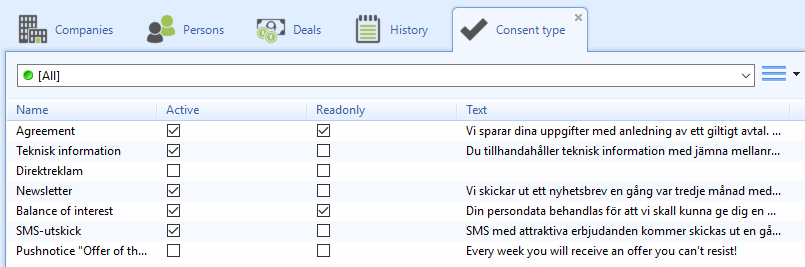 Companies Persons Deals History Consent type
[All]
Name Active Readonly Text
Agreement Vi sparar dina uppgifter med anledning av ett giltigt avtal. ...
Teknisk information Du tillhandahåller teknisk information med jämna mellanr...
Direktreklam
Newsletter Vi skickar ut ett nyhetsbrev en gång var tredje månad med...
Balance of interest Din persondata behandlas för att vi skall kunna ge dig en ...
SMS-utskick SMS med attraktiva erbjudanden kommer skickas ut en gå...
Pushnotice "Offer of th... Every week you will receive an offer you can't resist!